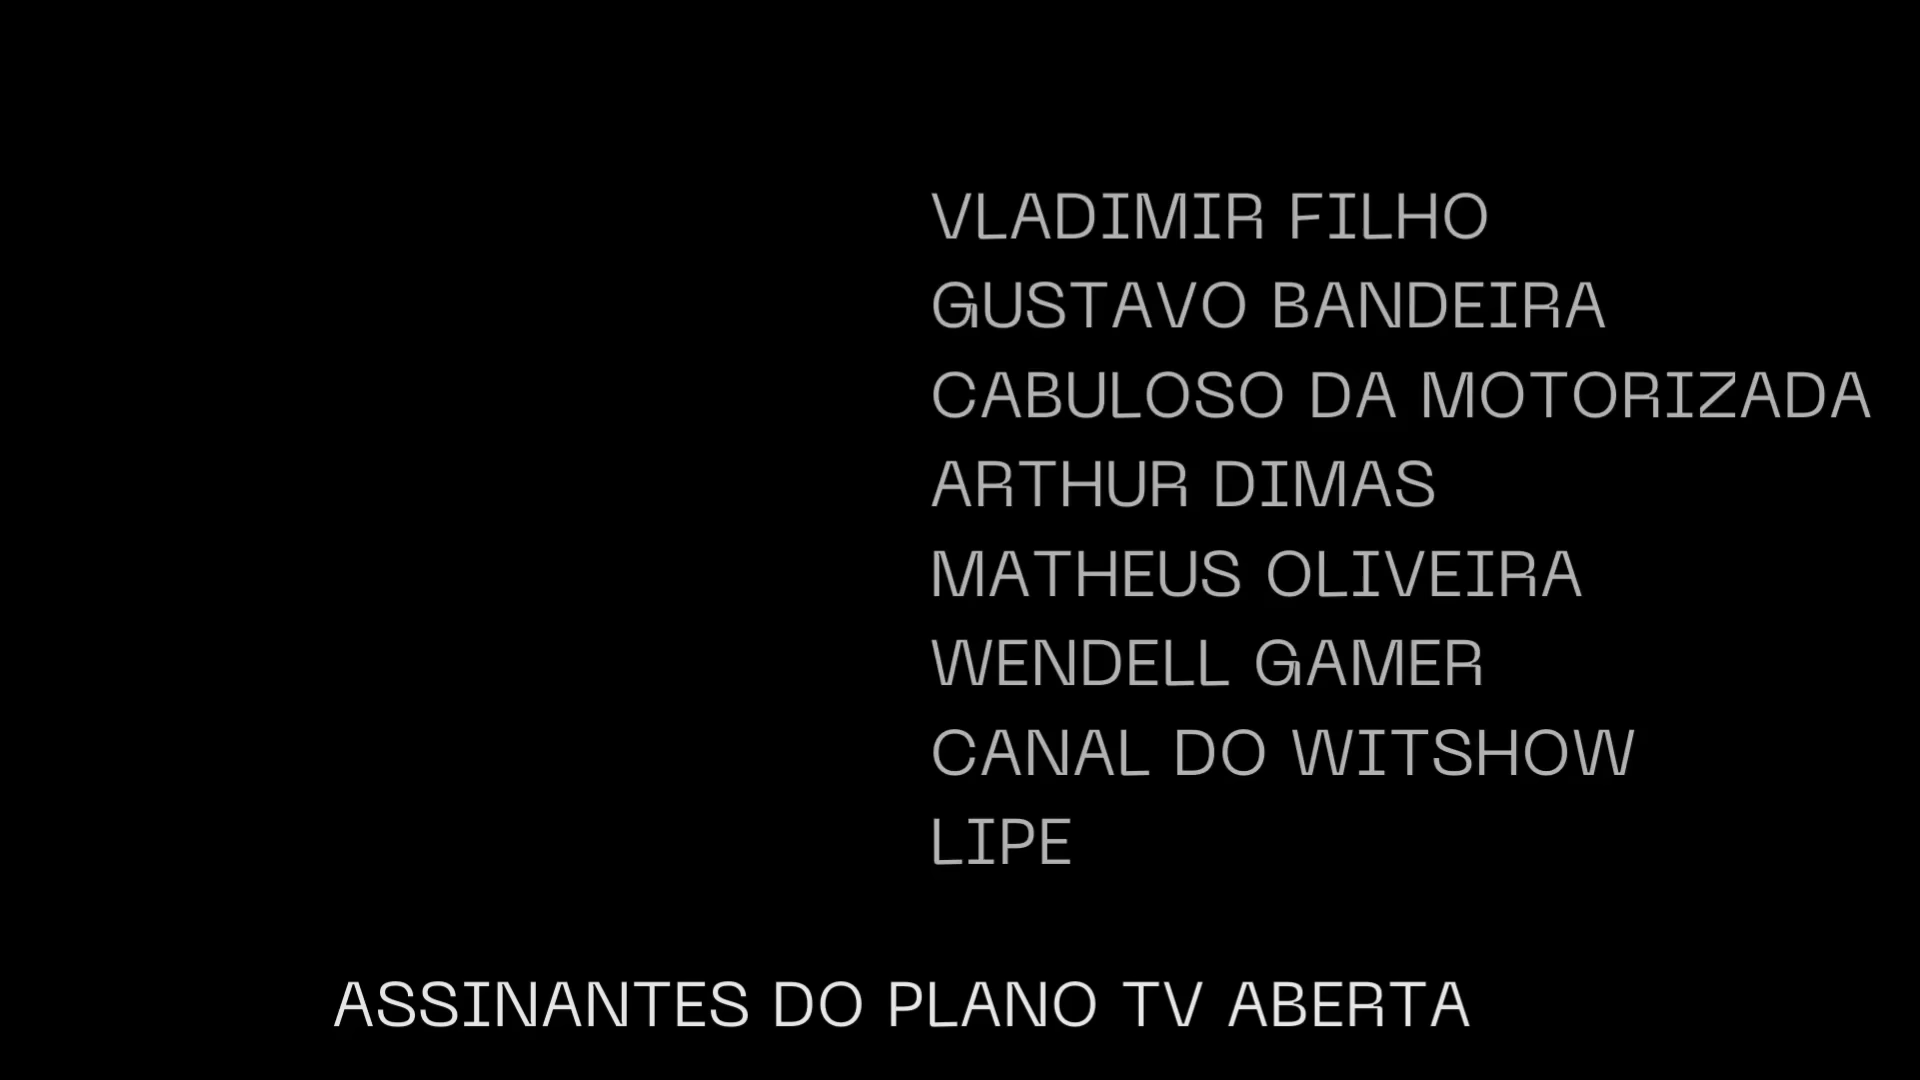 VLADIMIR FILHO
GUSTAVO BANDEIRA
CABULOSO DA MOTORIZADA
ARTHUR DIMAS
MATHEUS OLIVEIRA
WENDELL GAMER
CANAL DO WITSHOW
LIPE
ASSINANTES DO PLANO TV ABERTA